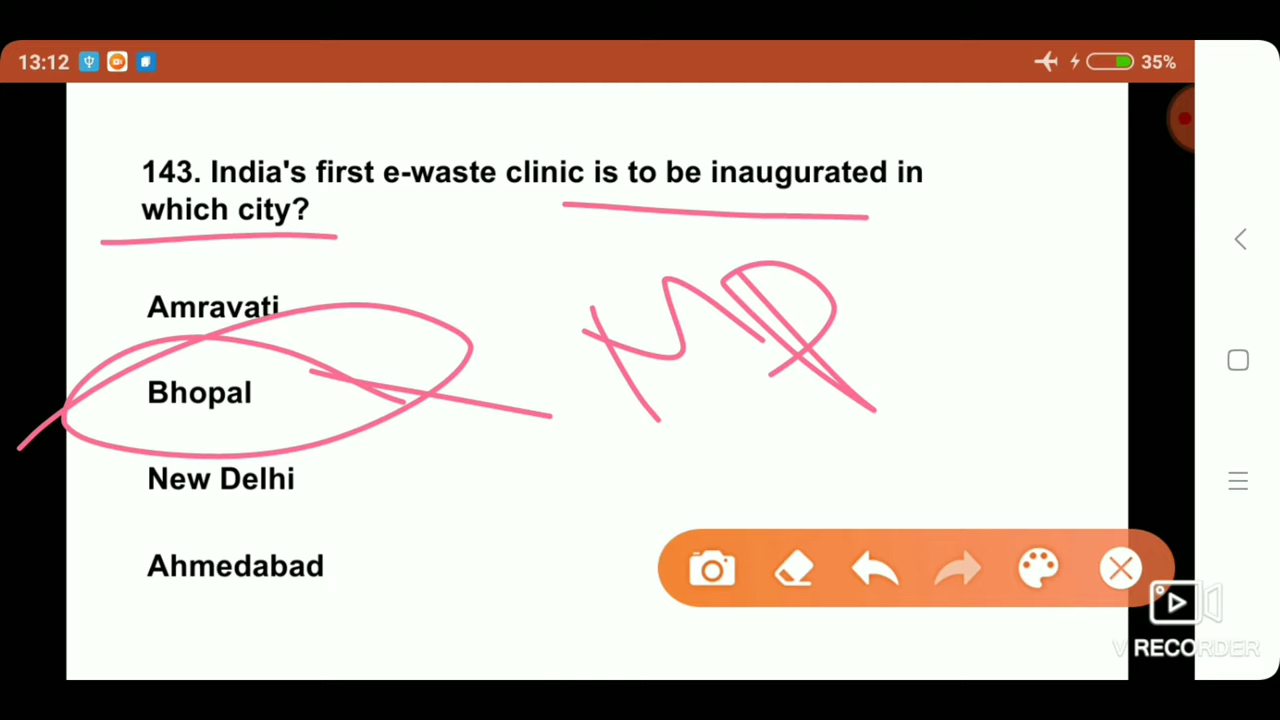 13:12 35%
143. India's first e-waste clinic is to be inaugurated in
which city?
Amravati
MP
Bhopal
New Delhi
Ahmedabad
V RECORDER